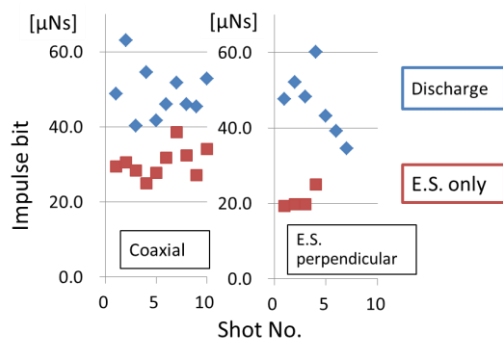 [μNs]
[μNs]
60.0
60.0
Discharge
40.0
40.0
Impulse bit
E.S. only
20.0
20.0
Coaxial
E.S.
perpendicular
0.0
0.0
0
5
10
0
5
10
Shot No.